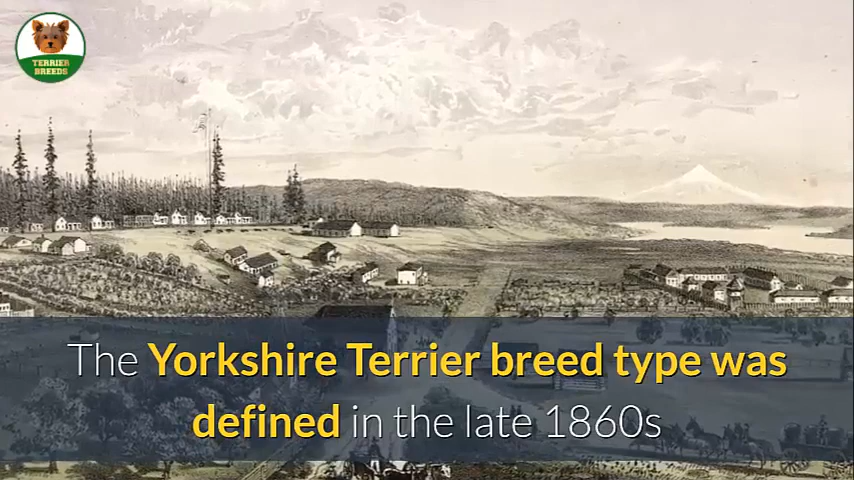 TERRIER
BREEDS
The Yorkshire Terrier breed type was
defined in the late 1860s